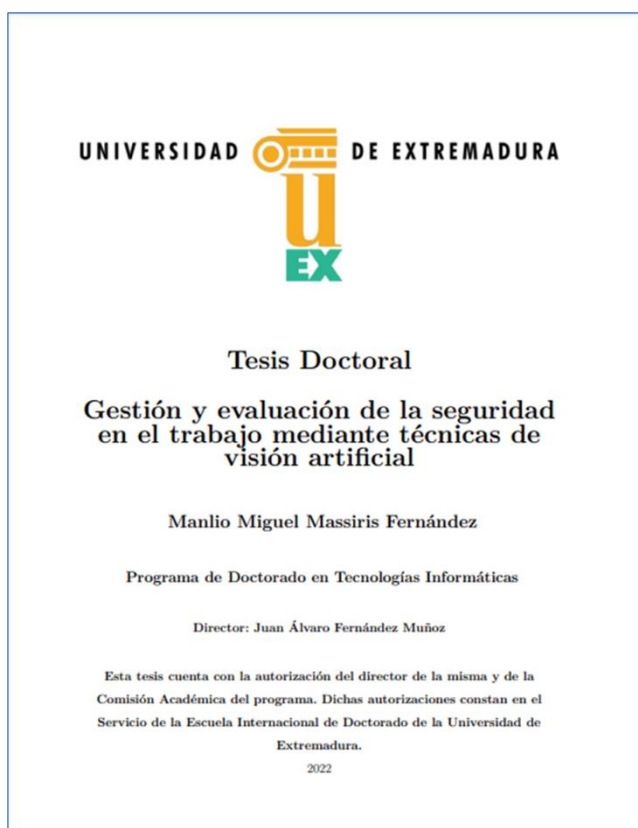 UNIVERSIDAD DE EXTREMADURA
u
EX
Tesis Doctoral
Gestión y evaluación de la seguridad
en el trabajo mediante técnicas de
visión artificial
Manlio Miguel Massiris Fernández
Programa de Doctorado en Tecnologías Informáticas
Director: Juan Álvaro Fernández Muñoz
Esta tesis cuenta con la autorización del director de la misma y de la
Comisión Académica del programa. Dichas autorizaciones constan en el
Servicio de la Escuela Internacional de Doctorado de la Universidad de
Extremadura.
2022